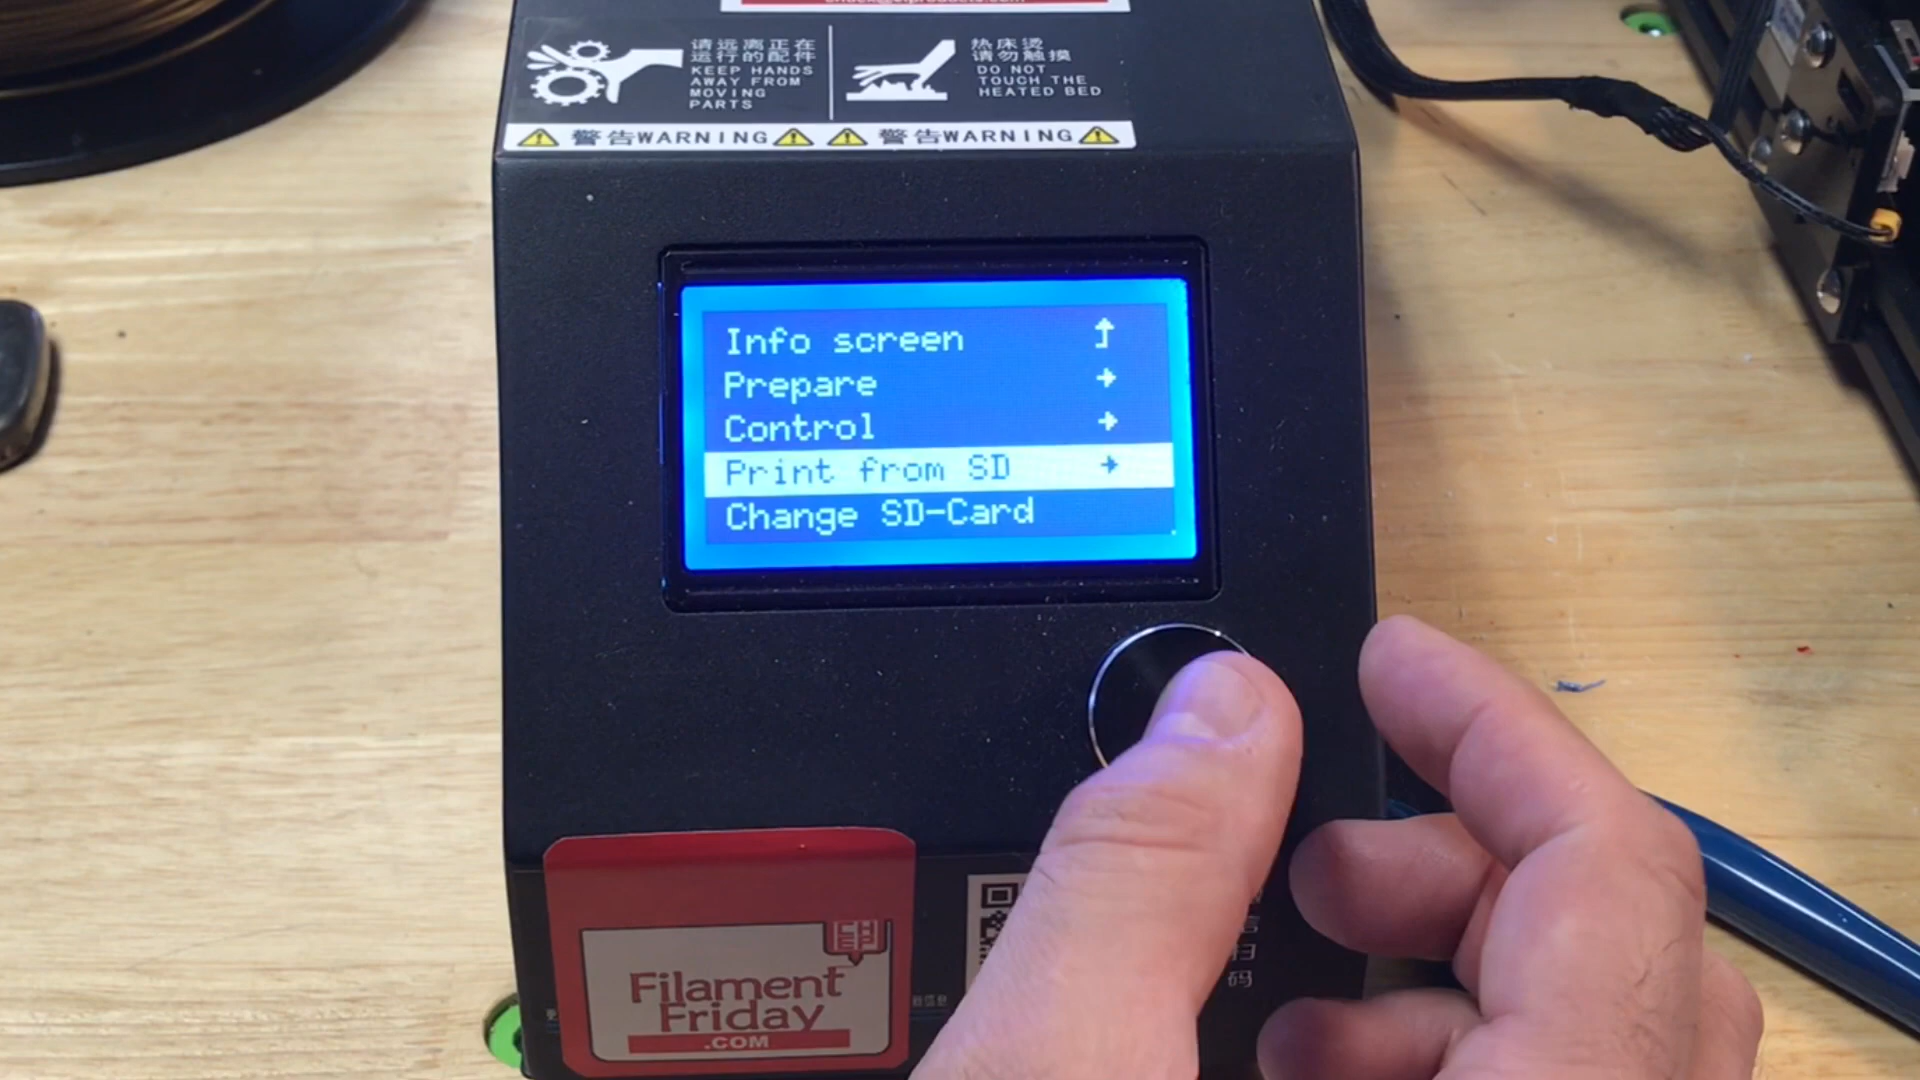 请远离正在
运行的配件
KEEP HANDS
AWAY FROM
MOVING
PARTS
热床烫
请勿触摸
DO NOT
TOUCH THE
HEATED BED
警告WARNING
警告WARNING
Info screen
Prepare
Control
Print from SD
Change SD-Card
CHEP
Filament
Friday
.COM
扫
码